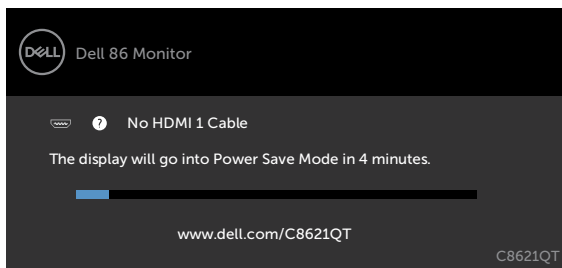 DELL
Dell 86 Monitor
? No HDMI 1 Cable
The display will go into Power Save Mode in 4 minutes.
www.dell.com/C8621QT
C8621QT